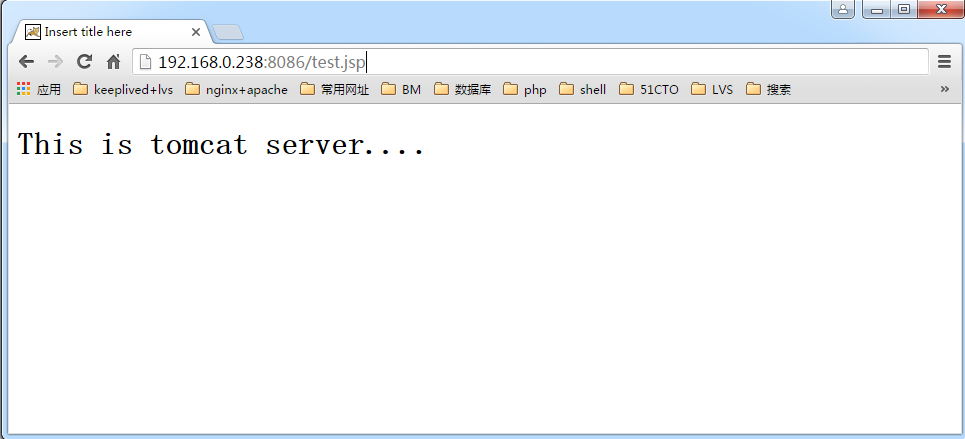 Insert title here
192.168.0.238:8086/test.jsp
应用 keeplived+lvs nginx+apache 常用网址 BM 数据库 php shell 51CTO LVS 搜索 »
This is tomcat server....